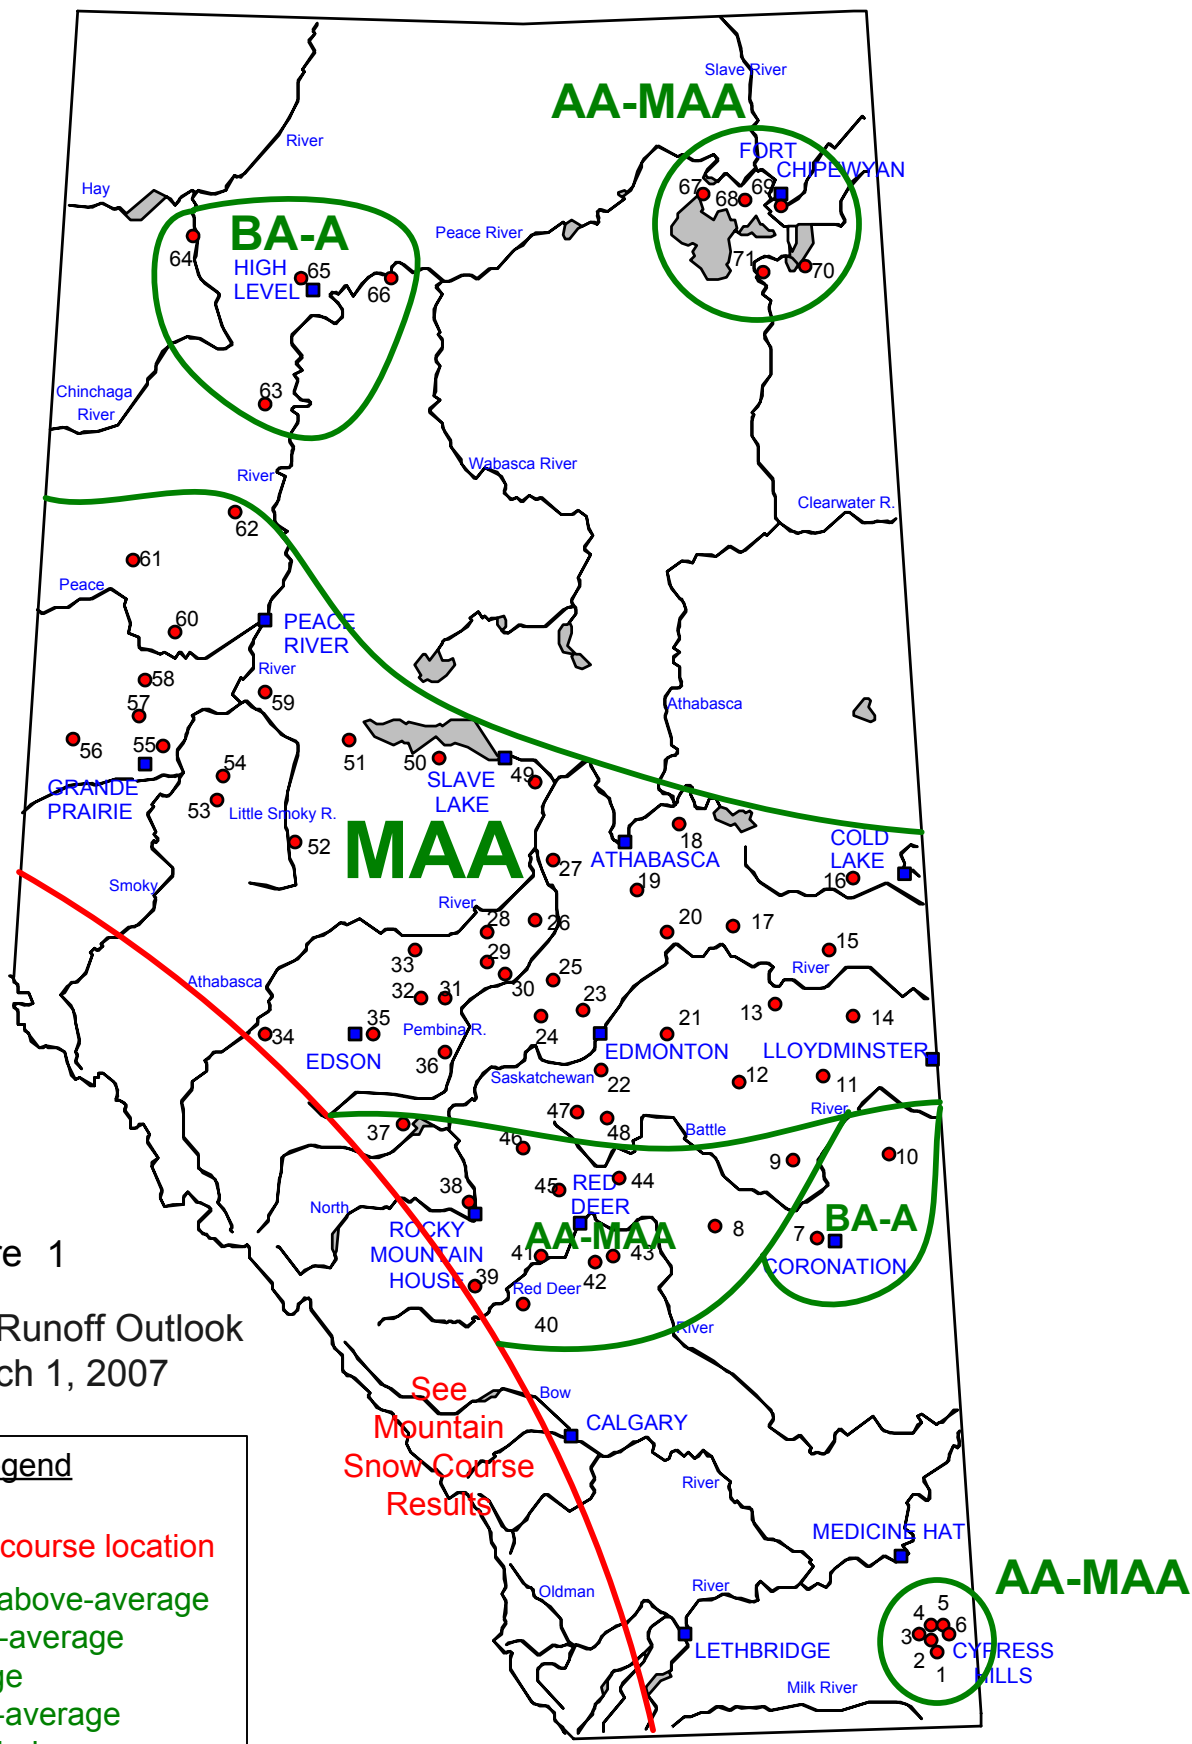 Slave River
AA-MAA
FORT
CHIPEWYAN
River
Hay
67
68
69
BA-A
Peace River
64
HIGH
LEVEL
65
66
71
70
Chinchaga
River
63
Wabasca River
River
Clearwater R.
62
61
Peace
60
PEACE
RIVER
River
58
59
57
Athabasca
56
55
51
50
SLAVE
LAKE
49
54
GRANDE
PRAIRIE
53
Little Smoky R.
52
MAA
18
COLD
LAKE
ATHABASCA
27
16
19
Smoky
River
28
26
20
17
15
33
29
River
Athabasca
30
25
32
31
23
13
14
34
35
Pembina R.
24
21
EDSON
36
EDMONTON
LLOYDMINSTER
Saskatchewan
22
12
11
47
River
37
48
Battle
46
9
10
38
45
RED
DEER
44
North
ROCKY
MOUNTAIN
HOUSE
AA-MAA
8
7
BA-A
CORONATION
41
43
42
39
Red Deer
40
River
re 1
Runoff Outlook
ch 1, 2007
See
Mountain
Snow Course
Results
Bow
CALGARY
River
gend
course location
above-average
-average
ge
-average
MEDICINE HAT
River
Oldman
AA-MAA
5
4
6
3
2
1
CYPRESS
HILLS
LETHBRIDGE
Milk River